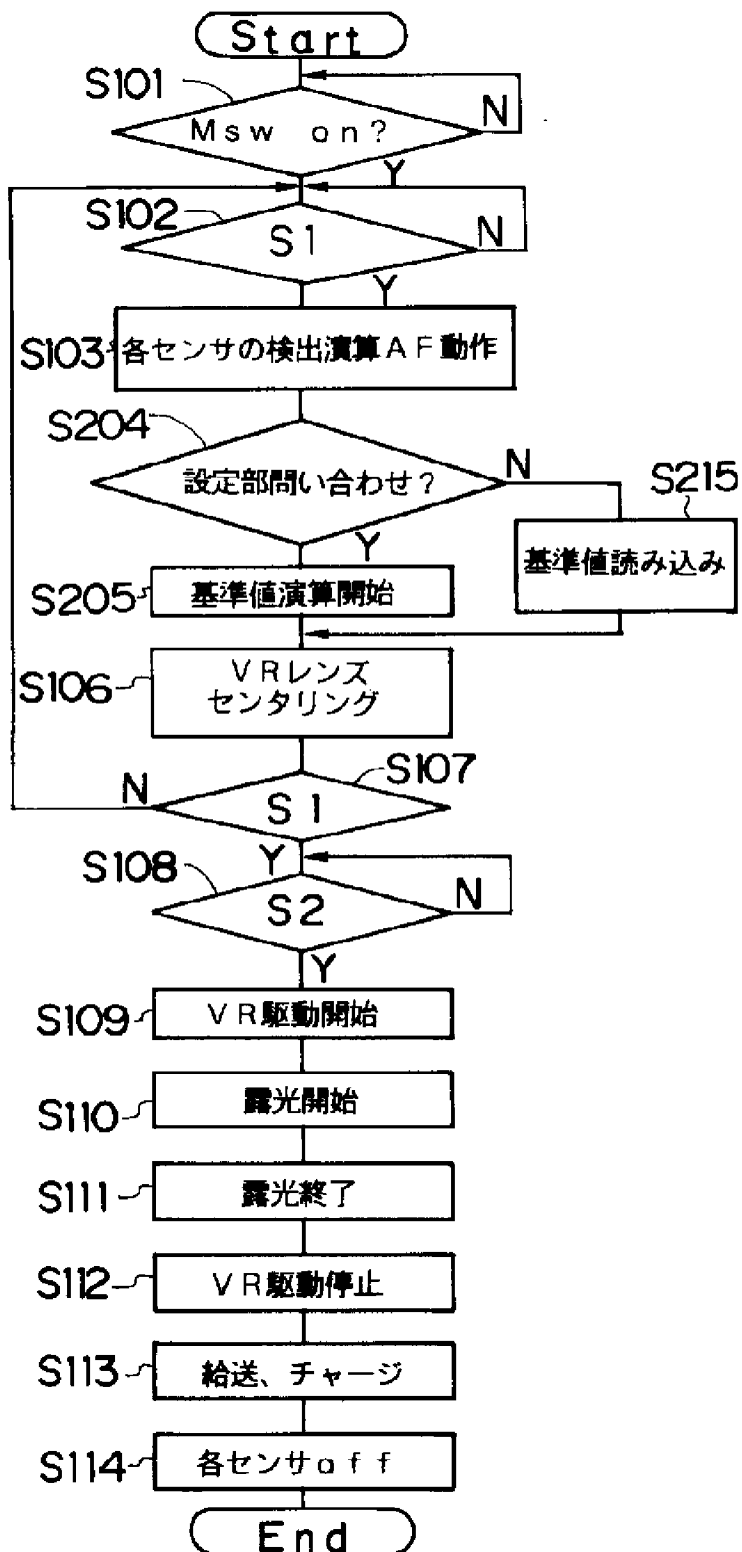 Start
S101
Msw on?
N
Y
S102
S1
N
Y
S103
各センサの検出演算AF動作
S204
設定部問い合わせ?
N
Y
S215
基準値読み込み
S205
基準値演算開始
S106
VRレンズ
センタリング
S107
S1
N
Y
S108
S2
N
Y
S109
VR駆動開始
S110
露光開始
S111
露光終了
S112
VR駆動停止
S113
給送、チャージ
S114
各センサoff
End